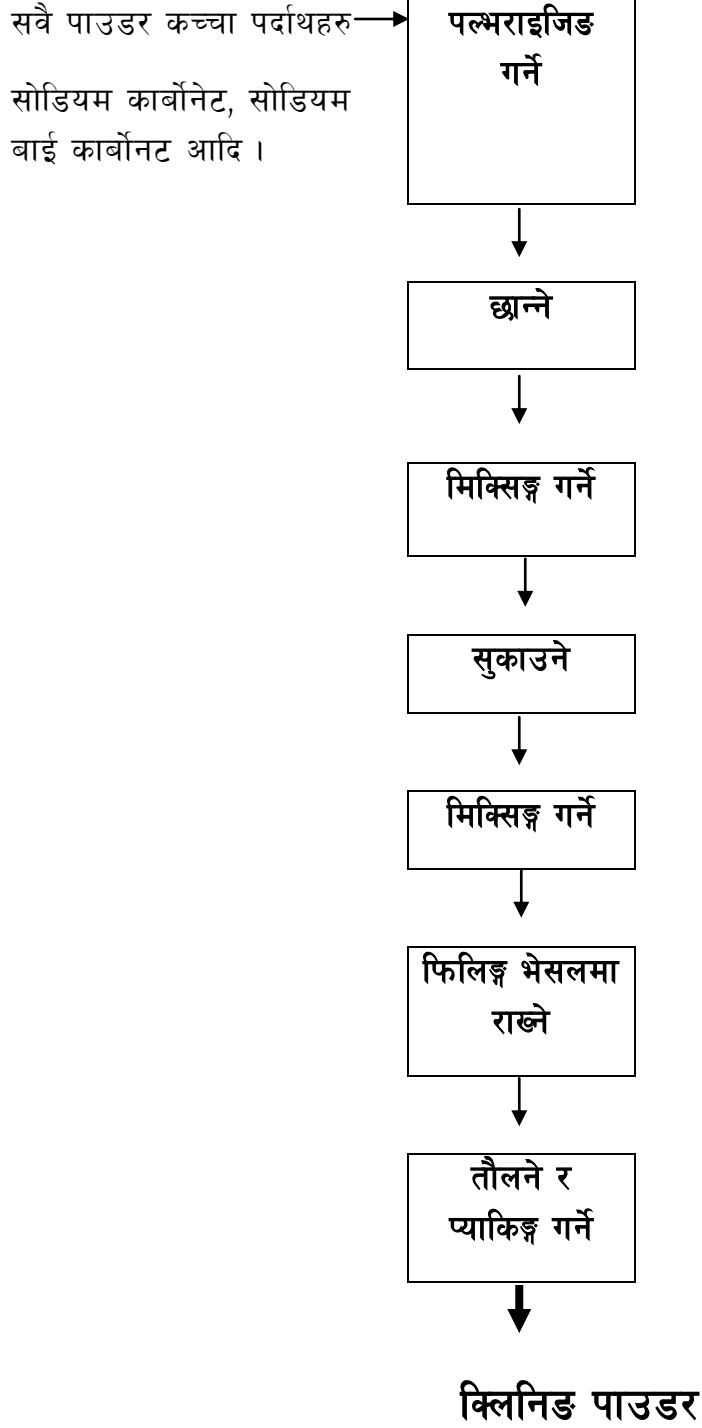 सवै पाउडर कच्चा पर्दाथहरु
सोडियम कार्बोनेट, सोडियम
बाई कार्बोनट आदि ।
पल्भराइजिङ
गर्ने
छान्ने
मिक्सिङ्ग गर्ने
सुकाउने
मिक्सिङ्ग गर्ने
फिलिङ्ग भेसलमा
राख्ने
तौलने र
प्याकिङ्ग गर्ने
क्लिनिङ पाउडर